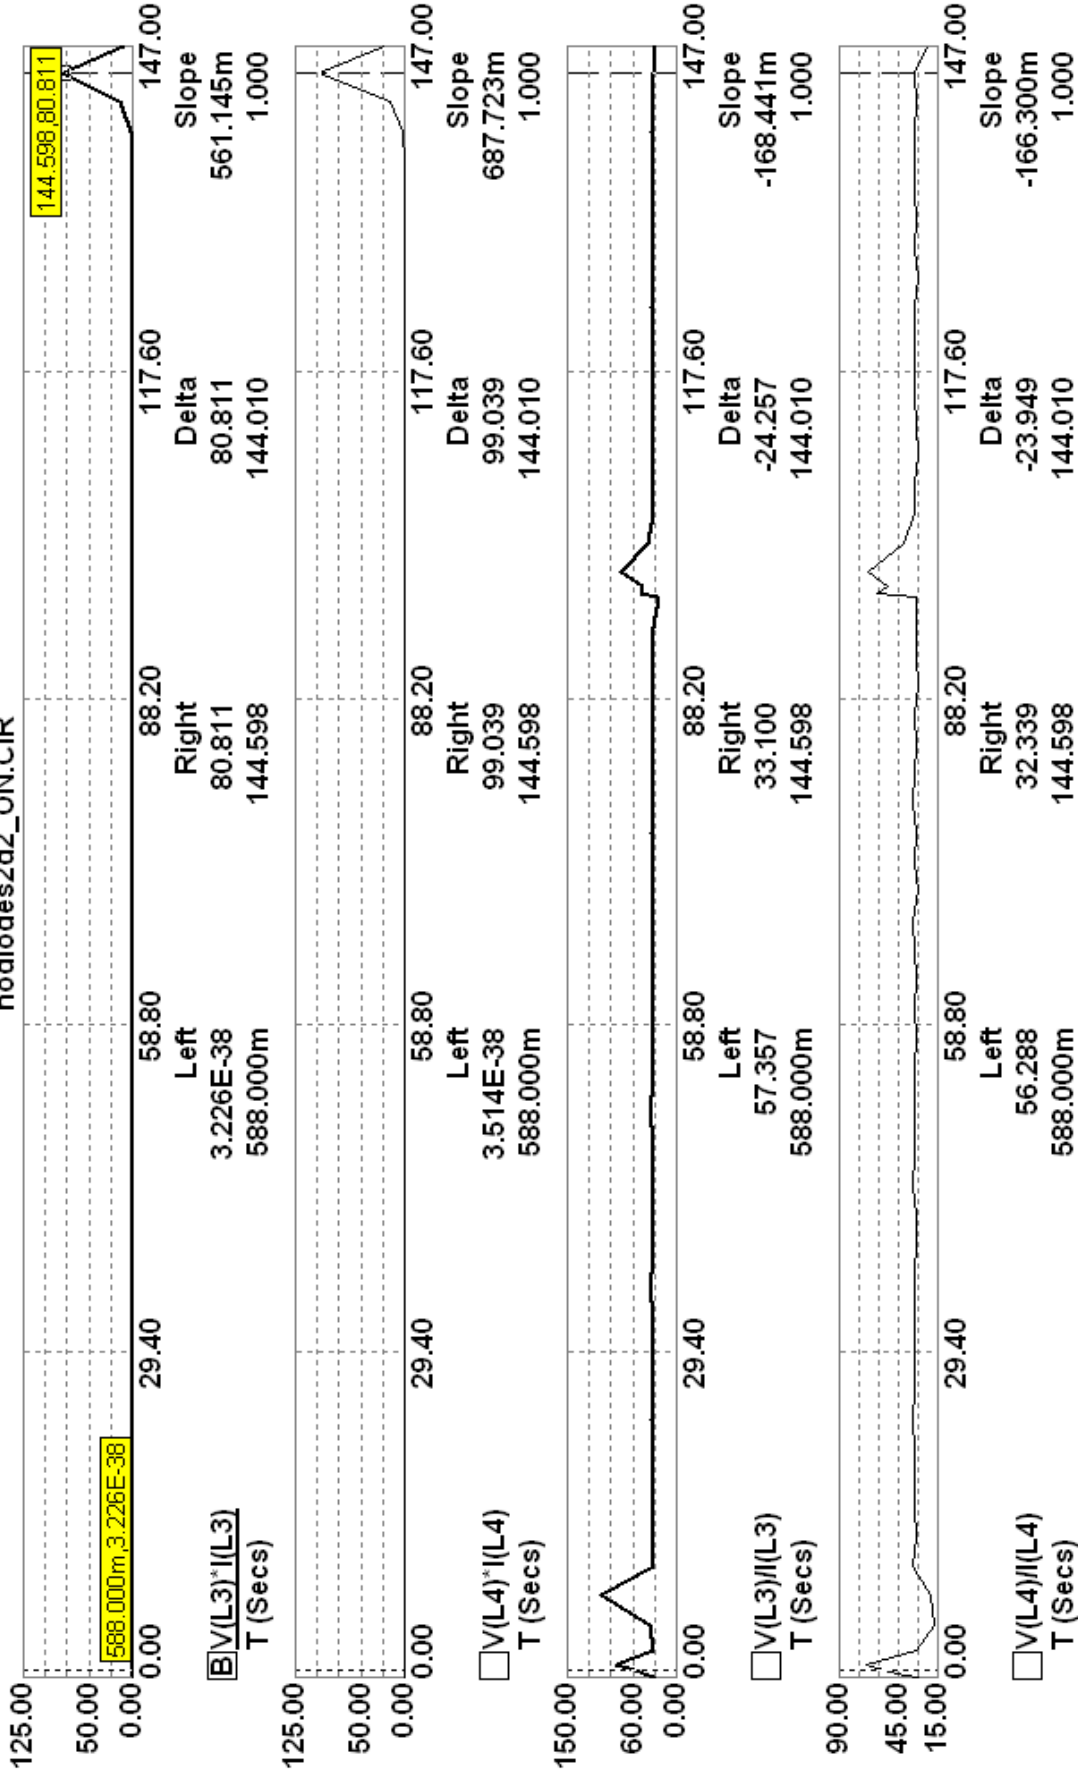 nodiodes2d2_ON.CIR
125.00
50.00
0.00
588.000m,3.226E-38
144.598,80.811
0.00 29.40 58.80 88.20 117.60 147.00
Left Right Delta Slope
B V(L3)*I(L3) 3.226E-38 80.811 80.811 561.145m
T (Secs) 588.000m 144.598 144.010 1.000
125.00
50.00
0.00
0.00 29.40 58.80 88.20 117.60 147.00
Left Right Delta Slope
V(L4)*I(L4) 3.514E-38 99.039 99.039 687.723m
T (Secs) 588.000m 144.598 144.010 1.000
150.00
60.00
0.00
0.00 29.40 58.80 88.20 117.60 147.00
Left Right Delta Slope
V(L3)/I(L3) 57.357 33.100 -24.257 -168.441m
T (Secs) 588.000m 144.598 144.010 1.000
90.00
45.00
15.00
0.00 29.40 58.80 88.20 117.60 147.00
Left Right Delta Slope
V(L4)/I(L4) 56.288 32.339 -23.949 -166.300m
T (Secs) 588.000m 144.598 144.010 1.000